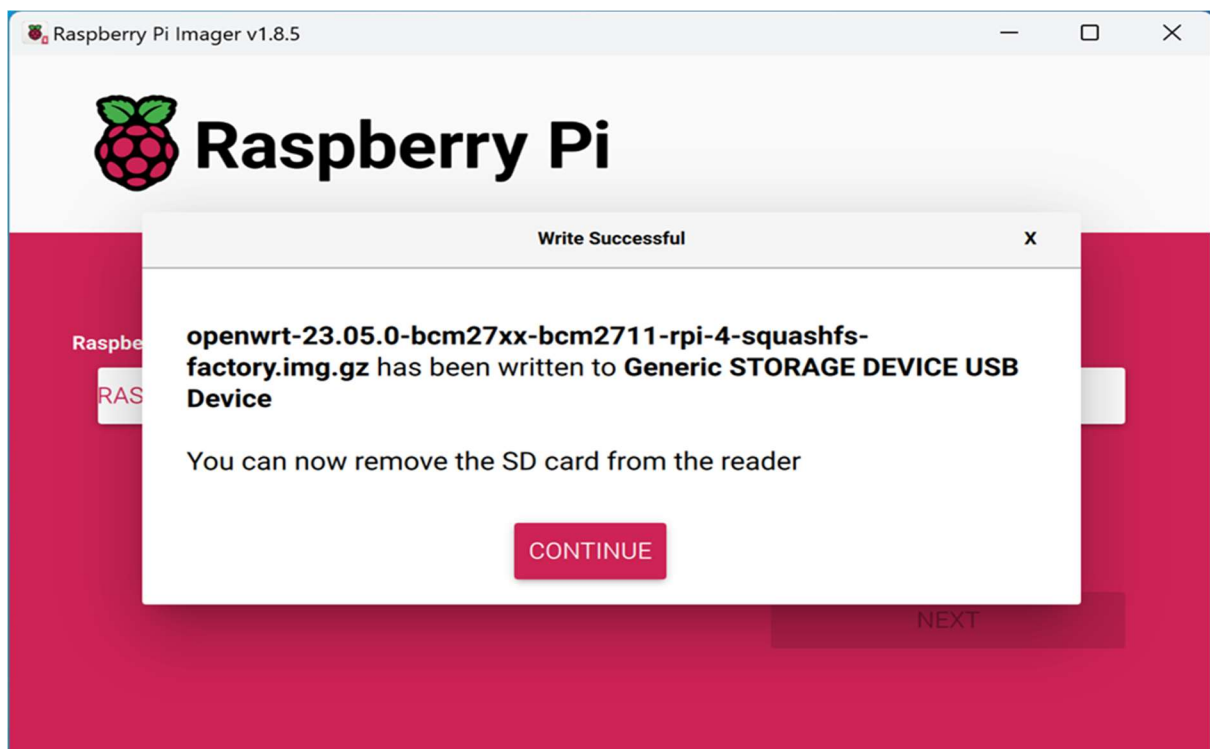 Raspberry Pi Imager v1.8.5
Raspberry Pi
Write Successful
X
openwrt-23.05.0-bcm27xx-bcm2711-rpi-4-squashfs-
factory.img.gz has been written to Generic STORAGE DEVICE USB
Device
Raspbe
RAS
You can now remove the SD card from the reader
CONTINUE
NEXT